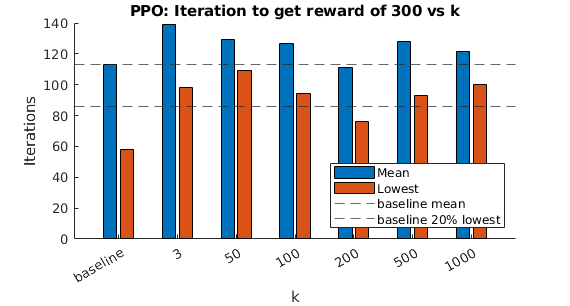 PPO: Iteration to get reward of 300 vs k
140
120
100
80
60
40
20
0
Iterations
baseline
3
50
100
200
500
1000
k
Mean
Lowest
baseline mean
baseline 20% lowest